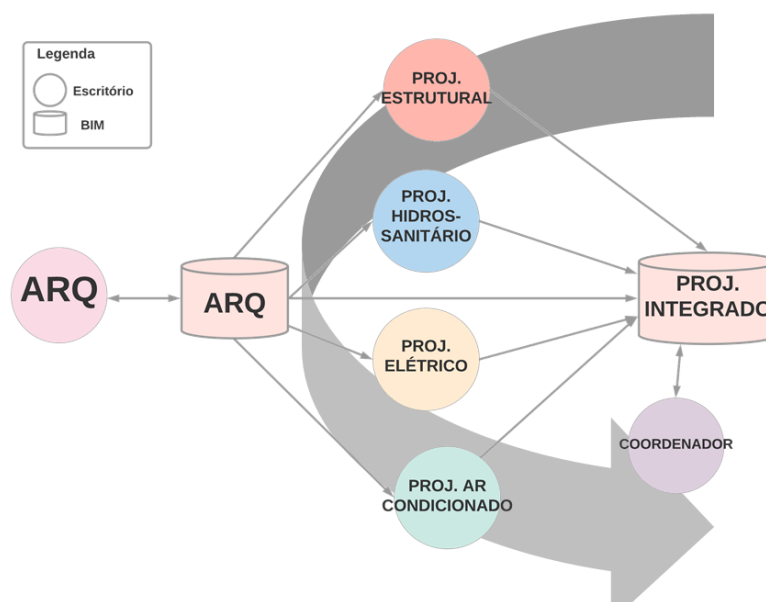 Legenda
Escritório
BIM
PROJ.
ESTRUTURAL
PROJ.
HIDROS-
SANITÁRIO
ARQ
ARQ
PROJ.
INTEGRADO
PROJ.
ELÉTRICO
COORDENADOR
PROJ. AR
CONDICIONADO